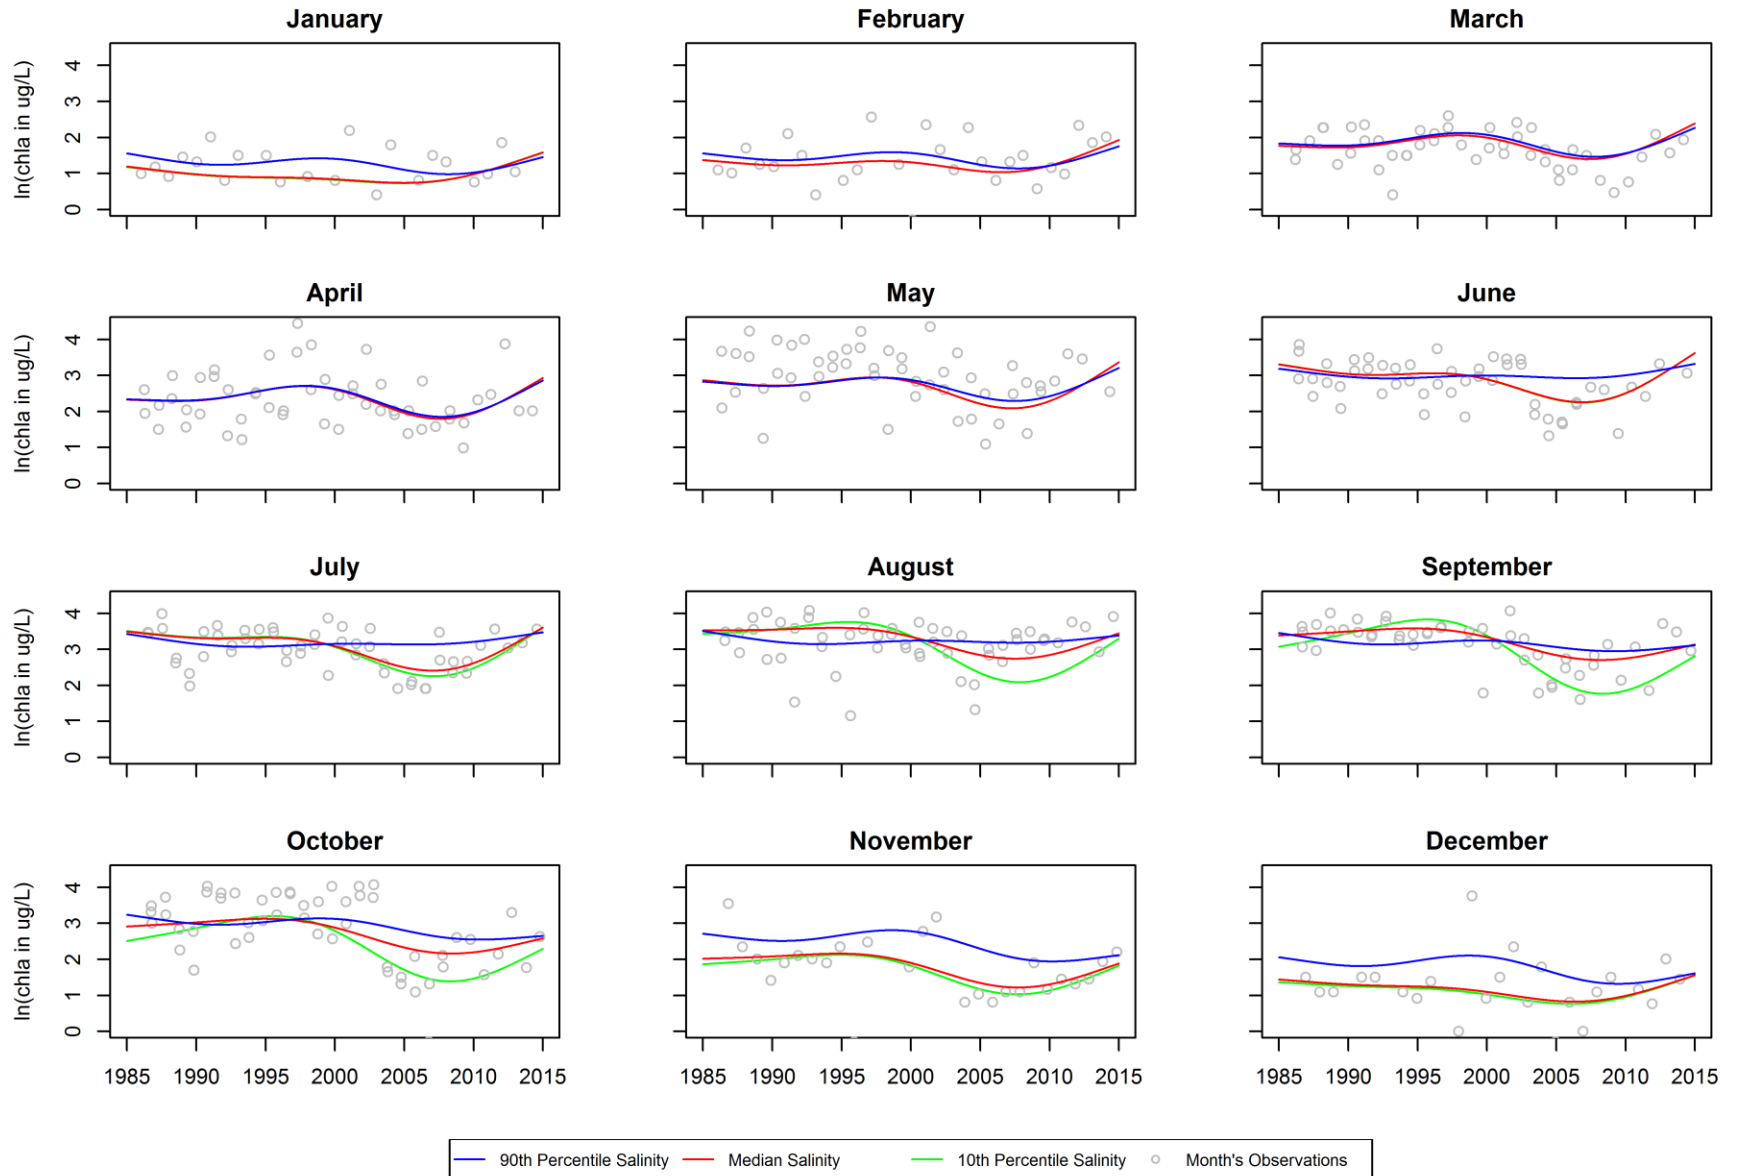 January February March
ln(chla in ug/L) 4 3 2 1 0
April May June
ln(chla in ug/L) 4 3 2 1 0
July August September
ln(chla in ug/L) 4 3 2 1 0
October November December
ln(chla in ug/L) 4 3 2 1 0
1985 1990 1995 2000 2005 2010 2015 1985 1990 1995 2000 2005 2010 2015 1985 1990 1995 2000 2005 2010 2015
90th Percentile Salinity Median Salinity 10th Percentile Salinity Month's Observations